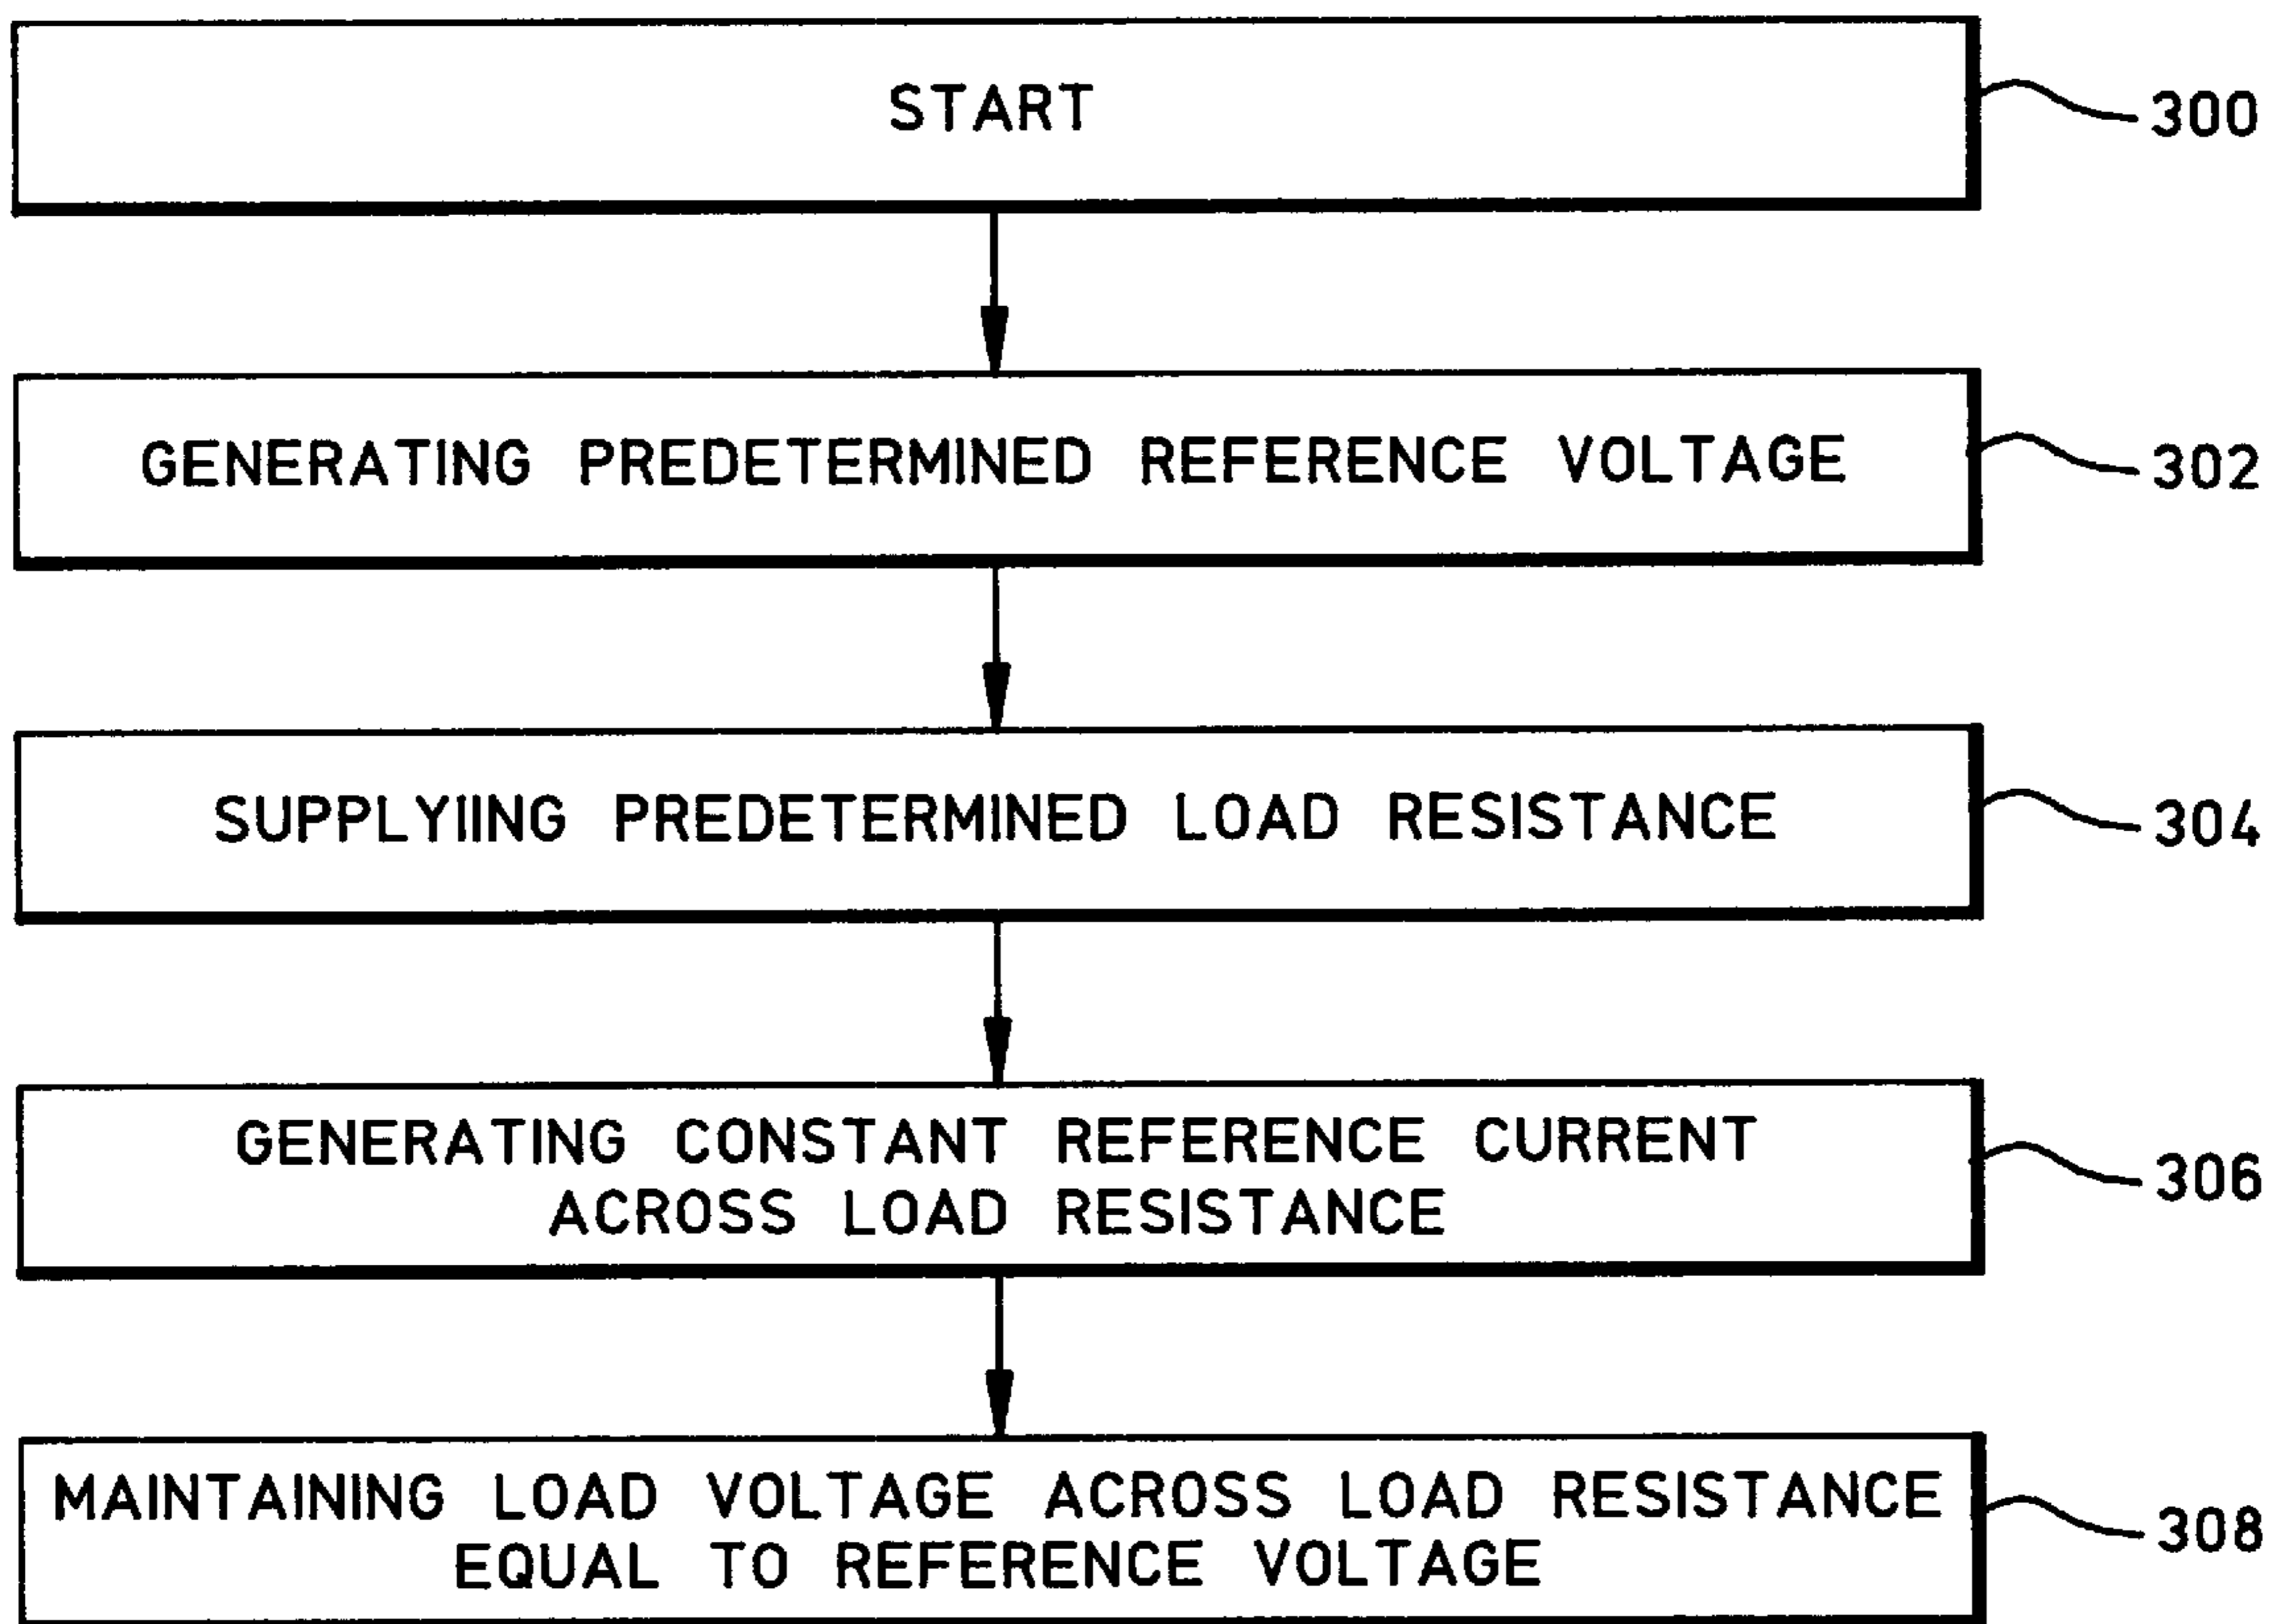 START
300
GENERATING PREDETERMINED REFERENCE VOLTAGE
302
SUPPLYIING PREDETERMINED LOAD RESISTANCE
304
GENERATING CONSTANT REFERENCE CURRENT
ACROSS LOAD RESISTANCE
306
MAINTAINING LOAD VOLTAGE ACROSS LOAD RESISTANCE
EQUAL TO REFERENCE VOLTAGE
308